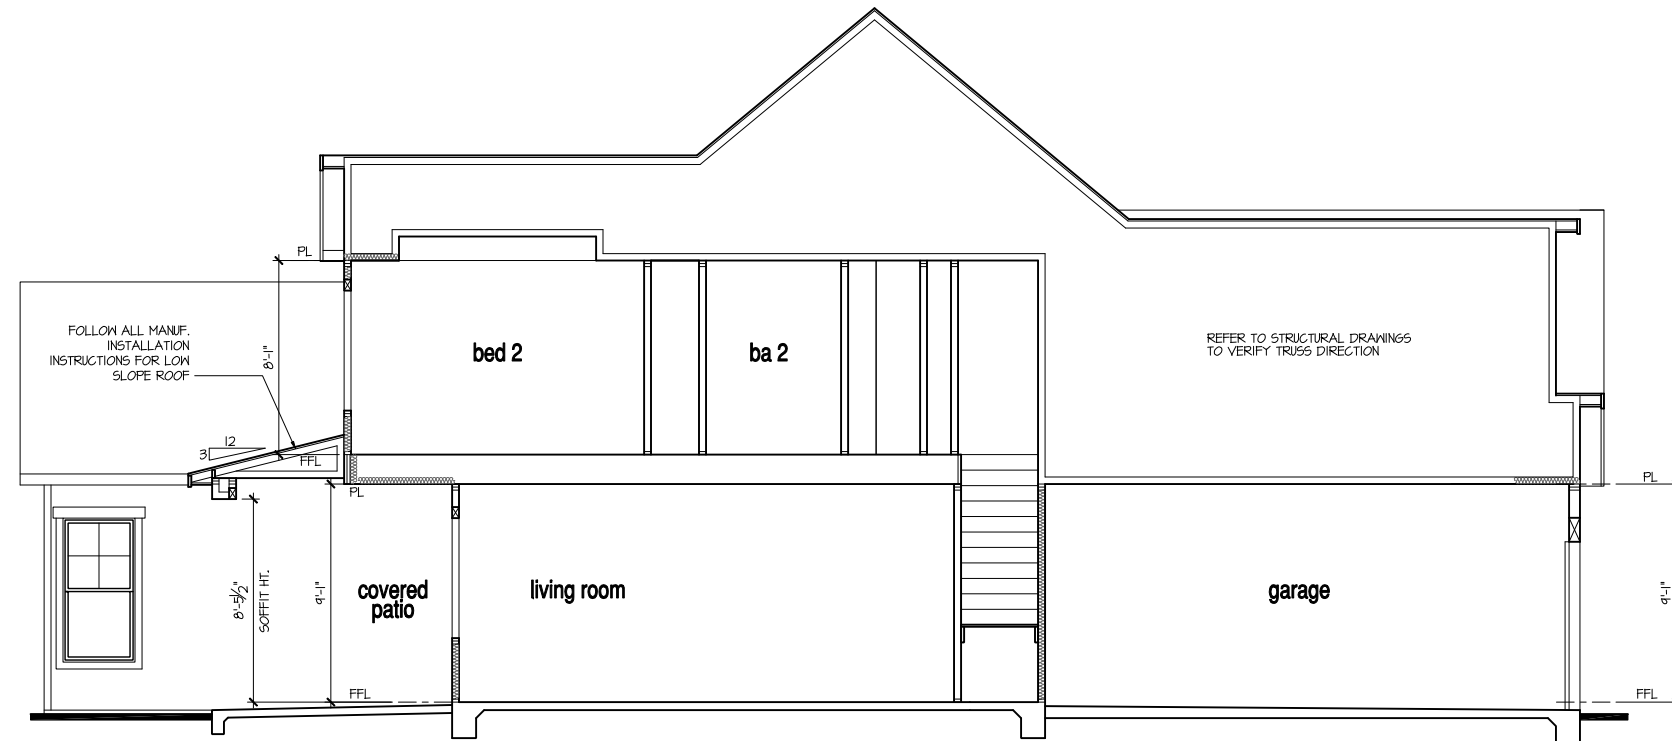 PL
FOLLOW ALL MANUF.
INSTALLATION
INSTRUCTIONS FOR LOW
SLOPE ROOF
8'-1"
bed 2
ba 2
REFER TO STRUCTURAL DRAWINGS
TO VERIFY TRUSS DIRECTION
12
3
FFL
PL
PL
8'-5½"
SOFFIT HT.
9'-1"
covered
patio
living room
garage
9'-1"
FFL
FFL